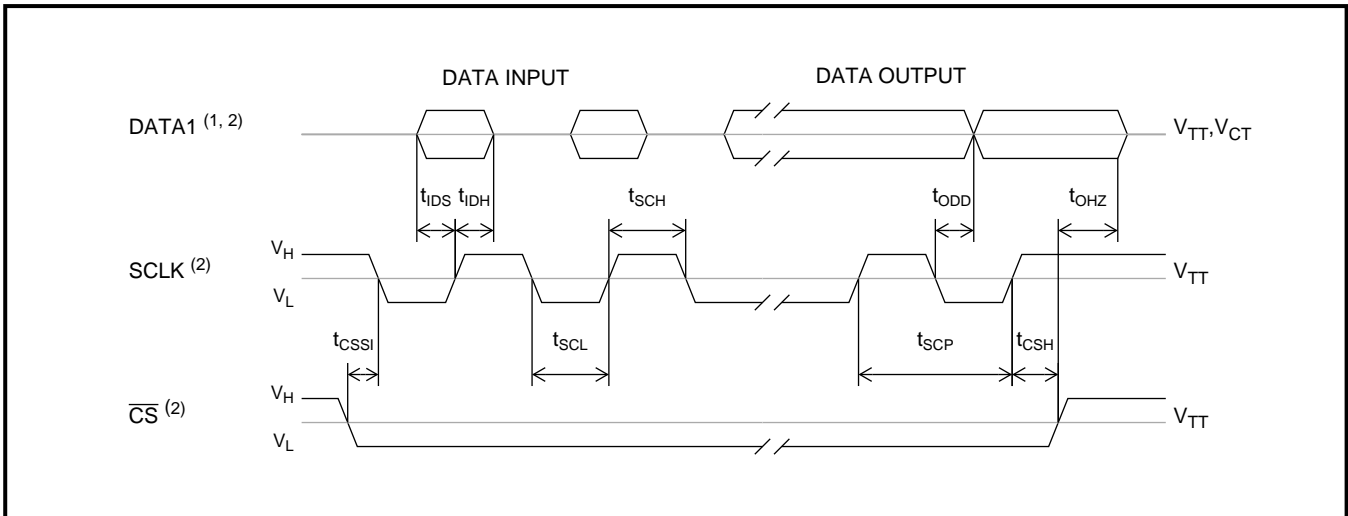 DATA INPUT DATA OUTPUT
DATA1 (1, 2) VTT,VCT
tIDS tIDH tSCH tODD tOHZ
VH
SCLK (2) VTT
VL
tCSSI tSCL tSCP tCSH
VH
CS (2) VTT
VL